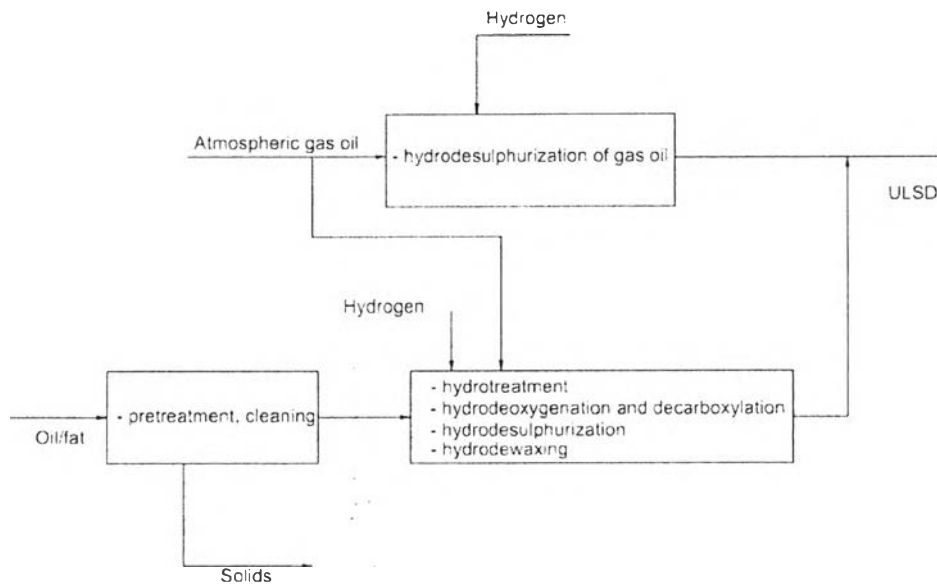 Hydrogen
Atmospheric gas oil
- hydrodesulphurization of gas oil
ULSD
Hydrogen
- hydrotreatment
- hydrodeoxygenation and decarboxylation
- hydrodesulphurization
- hydrodewaxing
- pretreatment, cleaning
Oil/fat
Solids